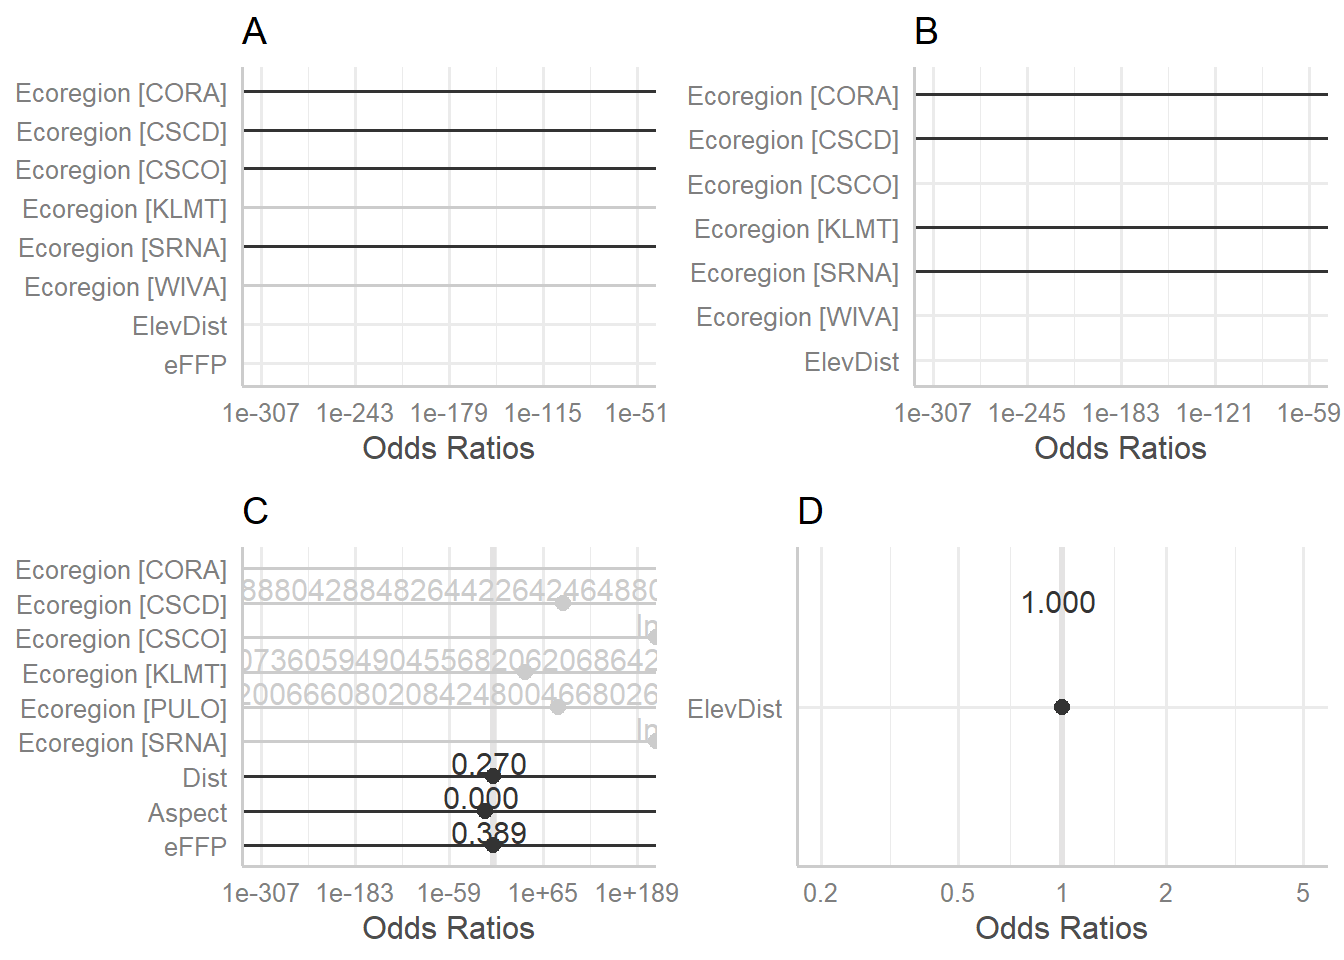 A
Ecoregion [CORA]
Ecoregion [CSCD]
Ecoregion [CSCO]
Ecoregion [KLMT]
Ecoregion [SRNA]
Ecoregion [WIVA]
ElevDist
eFFP
1e-307 1e-243 1e-179 1e-115 1e-51
Odds Ratios
B
Ecoregion [CORA]
Ecoregion [CSCD]
Ecoregion [CSCO]
Ecoregion [KLMT]
Ecoregion [SRNA]
Ecoregion [WIVA]
ElevDist
1e-307 1e-245 1e-183 1e-121 1e-59
Odds Ratios
C
Ecoregion [CORA]
Ecoregion [CSCD]
Ecoregion [CSCO]
Ecoregion [KLMT]
Ecoregion [PULO]
Ecoregion [SRNA]
Dist 0.270
Aspect 0.000
eFFP 0.389
1e-307 1e-183 1e-59 1e+65 1e+189
Odds Ratios
D
1.000
ElevDist
0.2 0.5 1 2 5
Odds Ratios